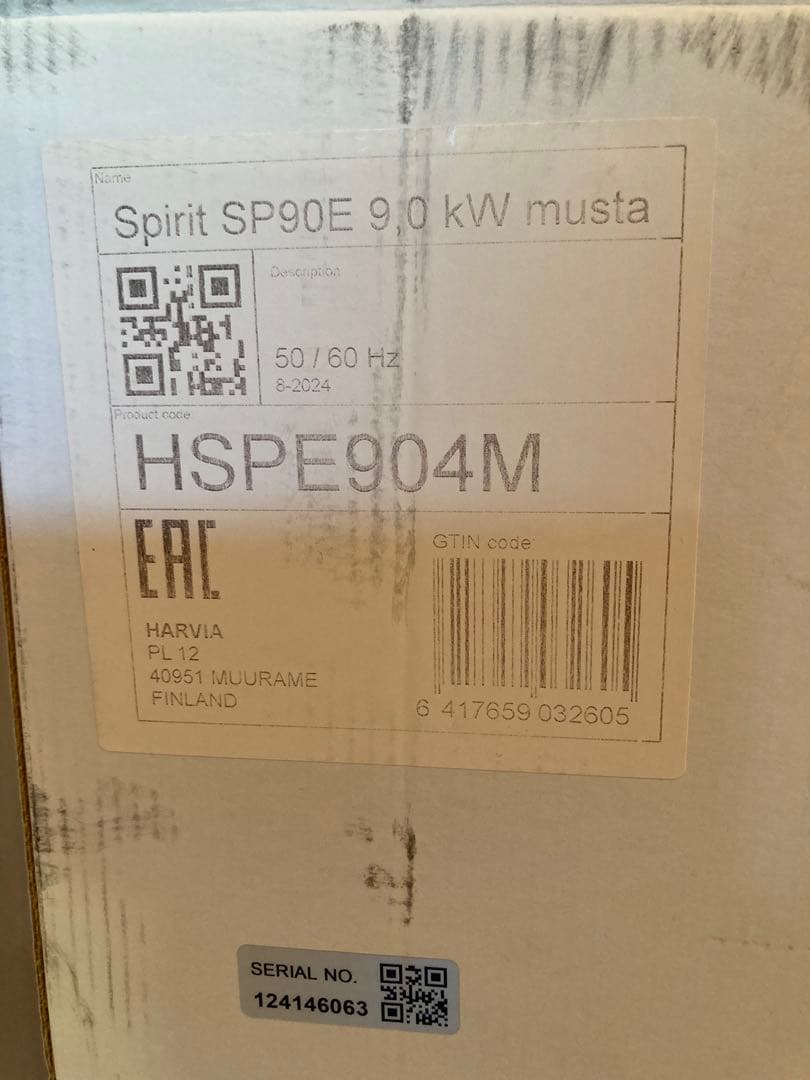 Name
Spirit SP90E 9,0 kW musta
Description
50 / 60 Hz
8-2024
Product code
HSPE904M
EAC
GTIN code
HARVIA
PL 12
40951 MUURAME
FINLAND
6 417659 032605
SERIAL NO.
124146063